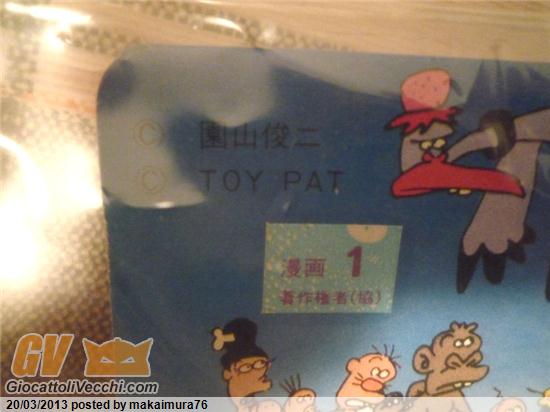 © 園山俊二
© TOY PAT
漫画 1
著作権者(協)
GV
GiocattoliVecchi.com
20/03/2013 posted by makaimura76